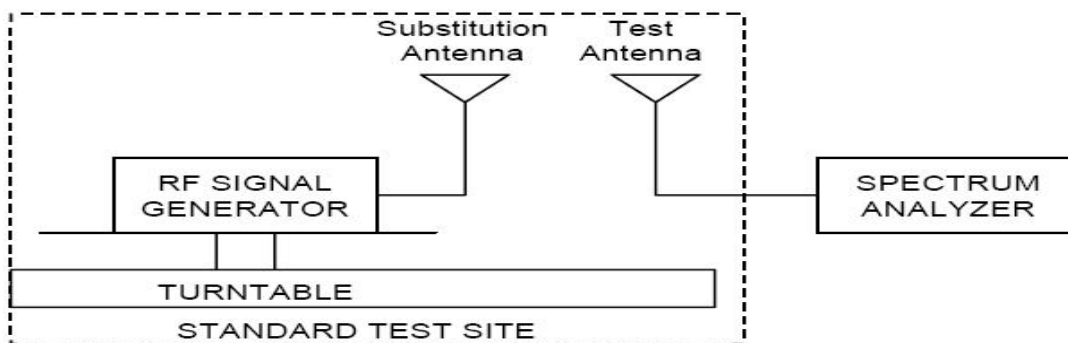 Substitution
Antenna
Test
Antenna
RF SIGNAL
GENERATOR
SPECTRUM
ANALYZER
TURNTABLE
STANDARD TEST SITE